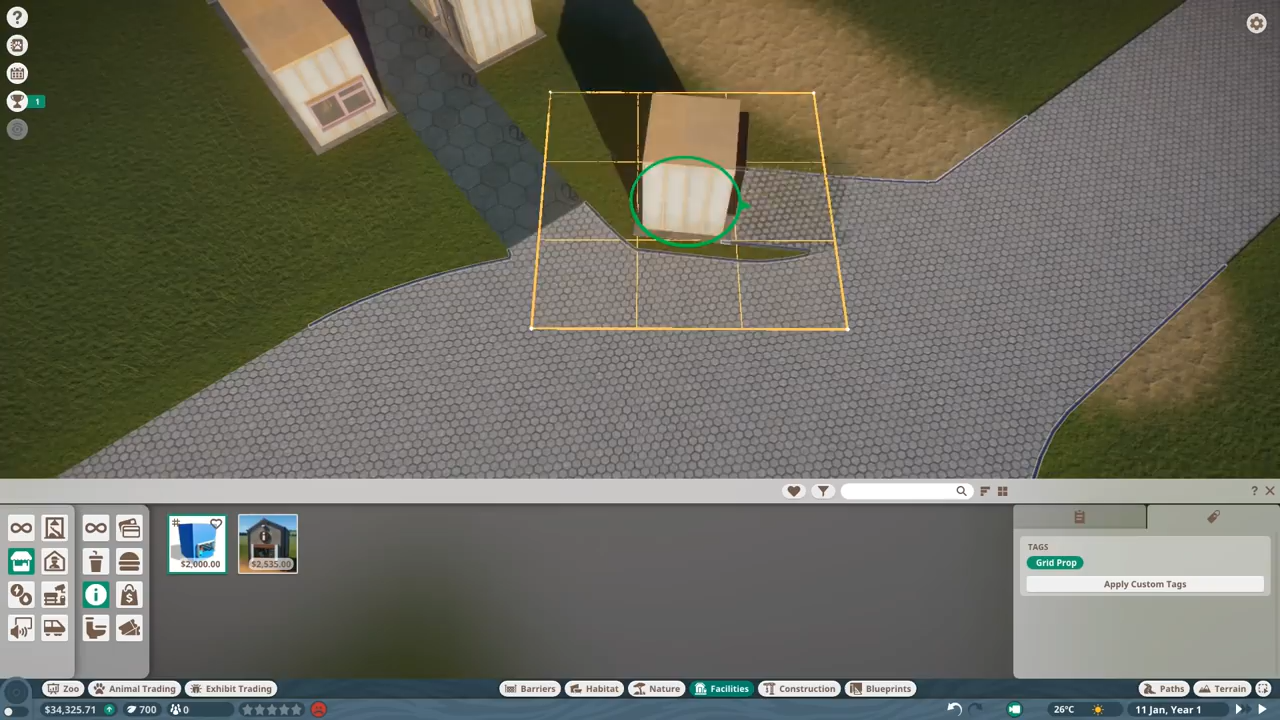 ?
1
?
$2,000.00
$2,535.00
TAGS
Grid Prop
Apply Custom Tags
Zoo
Animal Trading
Exhibit Trading
Barriers
Habitat
Nature
Facilities
Construction
Blueprints
Paths
Terrain
$34,325.71
700
0
26°C
11 Jan, Year 1